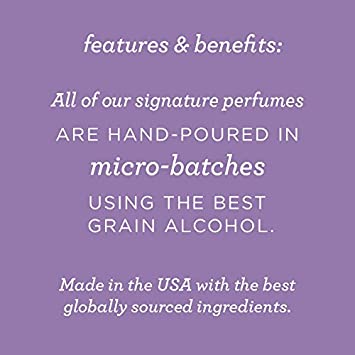 features & benefits:
All of our signature perfumes
ARE HAND-POURED IN
micro-batches
USING THE BEST
GRAIN ALCOHOL.
Made in the USA with the best
globally sourced ingredients.